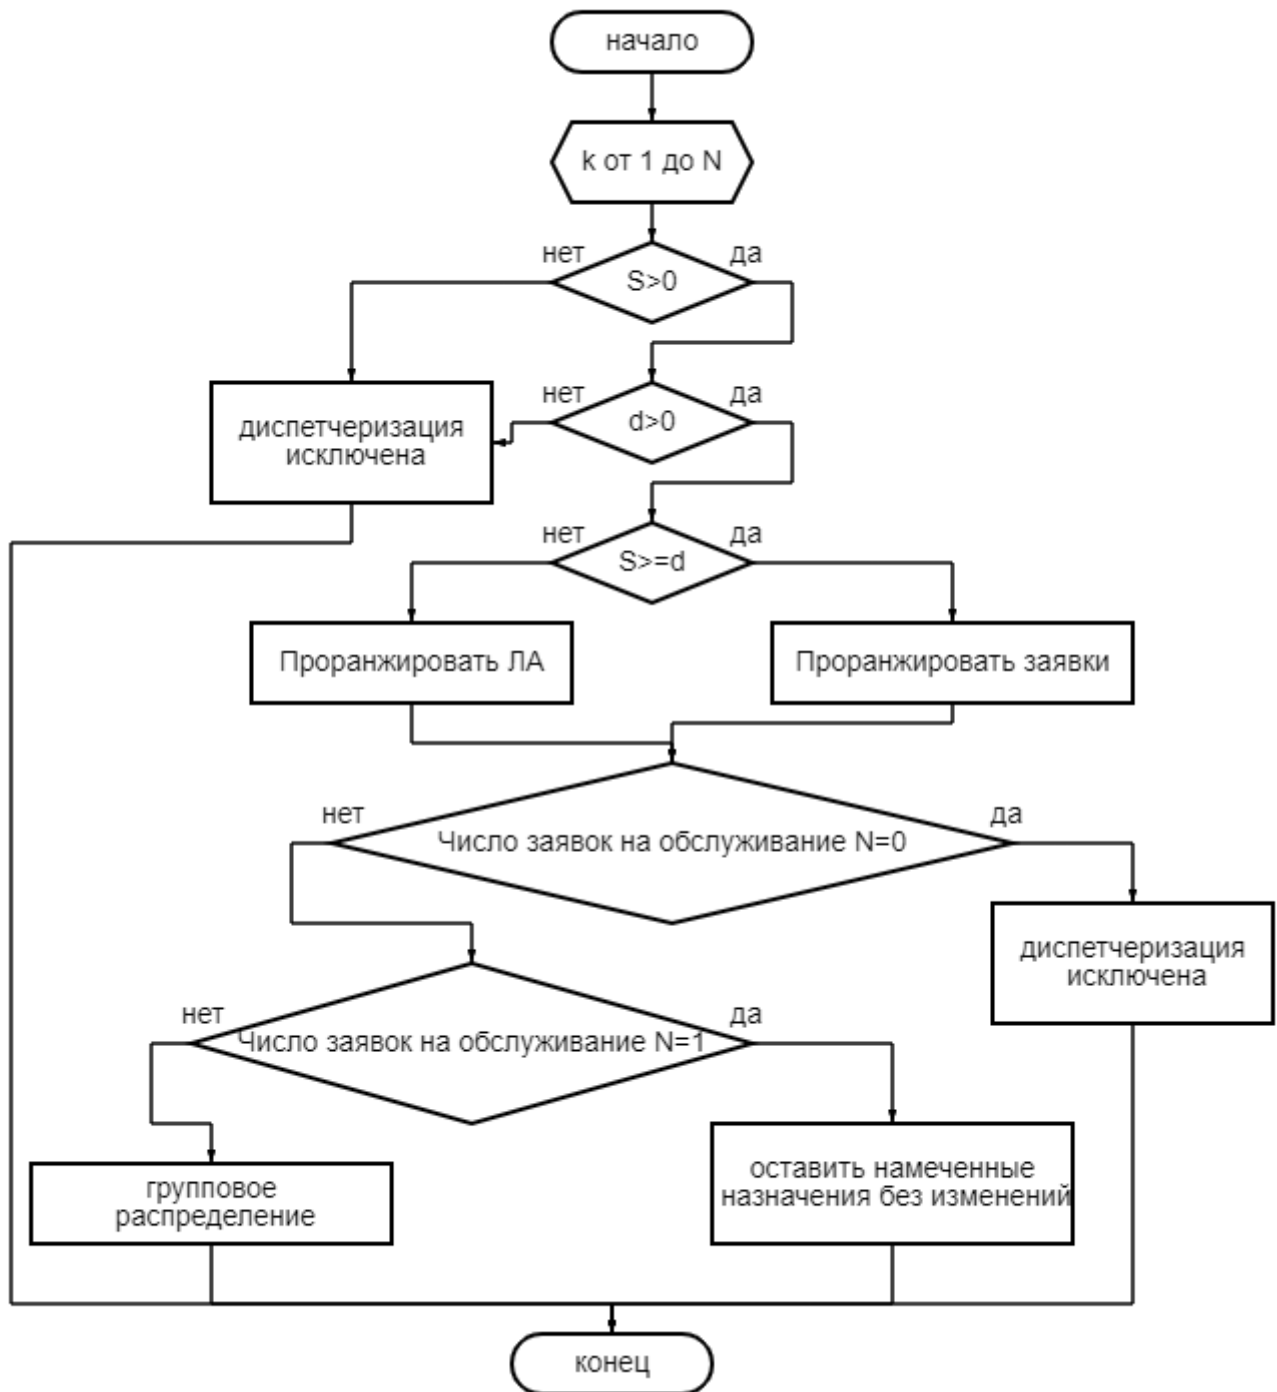 начало
k от 1 до N
нет
да
S>0
нет
да
d>0
диспетчеризация
исключена
нет
да
S>=d
Проранжировать ЛА
Проранжировать заявки
нет
да
Число заявок на обслуживание N=0
диспетчеризация
исключена
нет
да
Число заявок на обслуживание N=1
оставить намеченные
назначения без изменений
групповое
распределение
конец